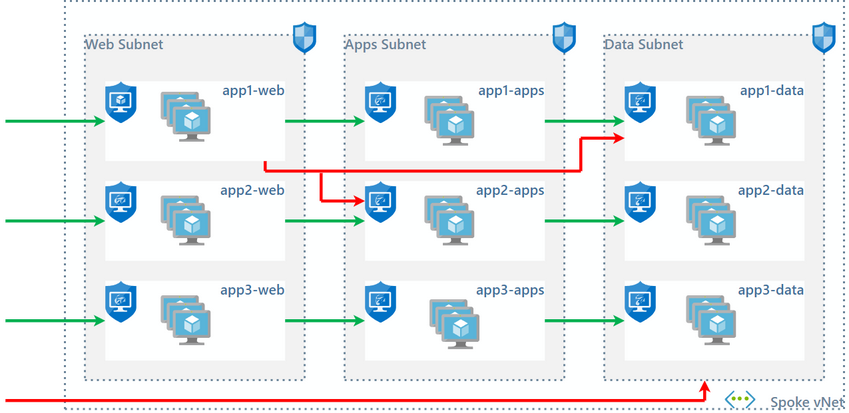 Web Subnet
Apps Subnet
Data Subnet
app1-web
app1-apps
app1-data
app2-web
app2-apps
app2-data
app3-web
app3-apps
app3-data
Spoke vNet